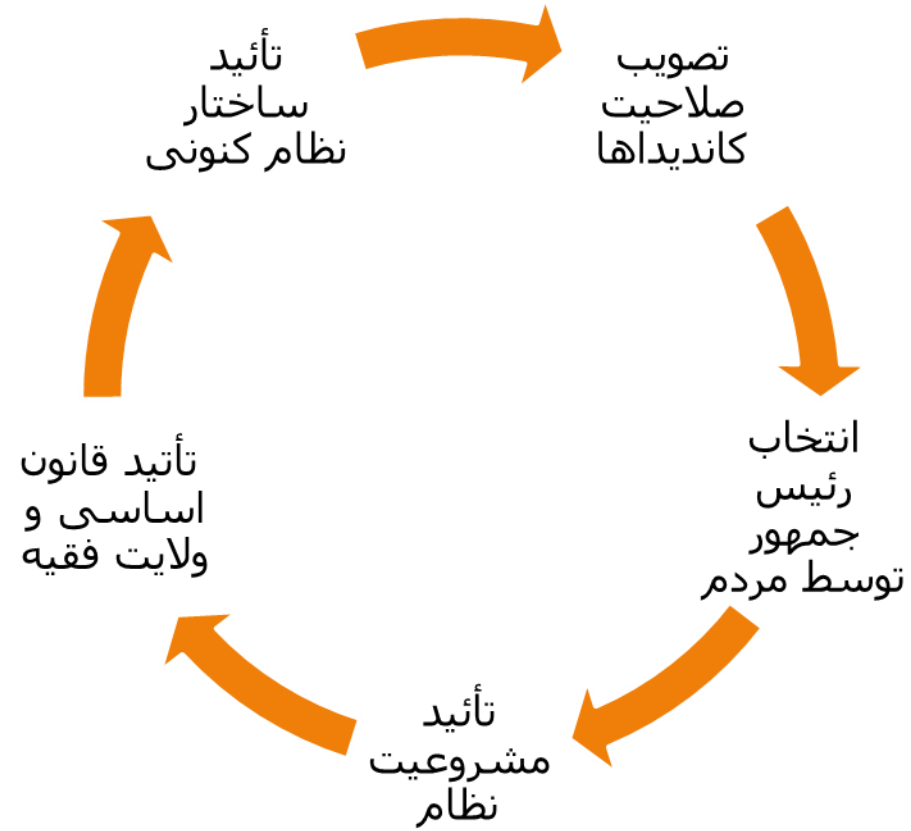 تأئید
ساختار
نظام کنونی
تصویب
صلاحیت
کاندیداها
انتخاب
رئیس
جمهور
توسط مردم
تأئید
مشروعیت
نظام
تأتید قانون
اساسی و
ولایت فقیه